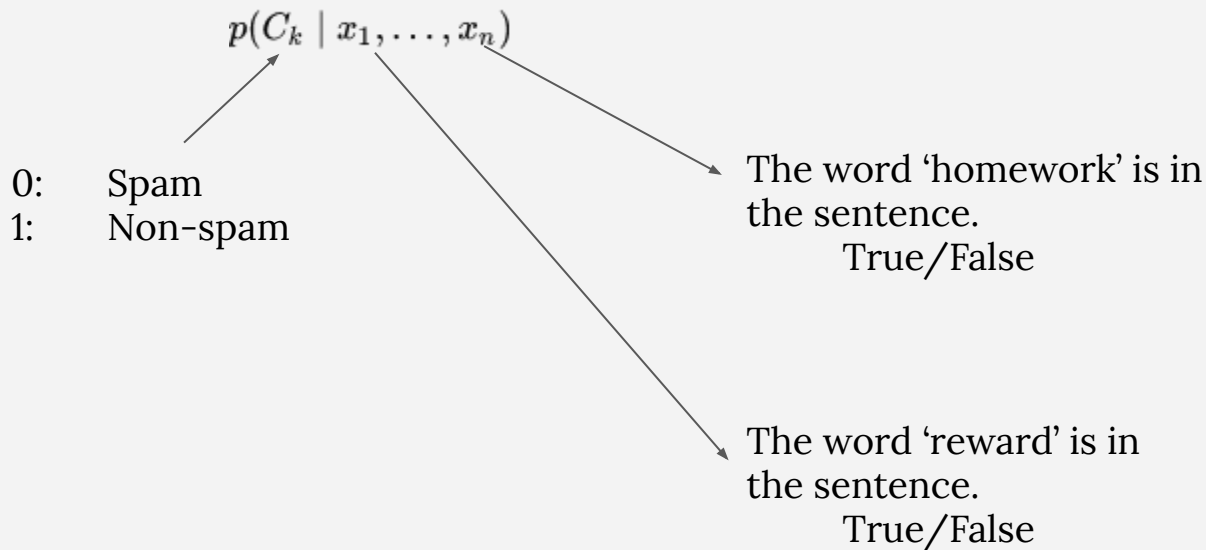 p(C_k | x_1, . . . , x_n)
0: Spam
1: Non-spam
The word ‘homework’ is in
the sentence.
True/False
The word ‘reward’ is in
the sentence.
True/False